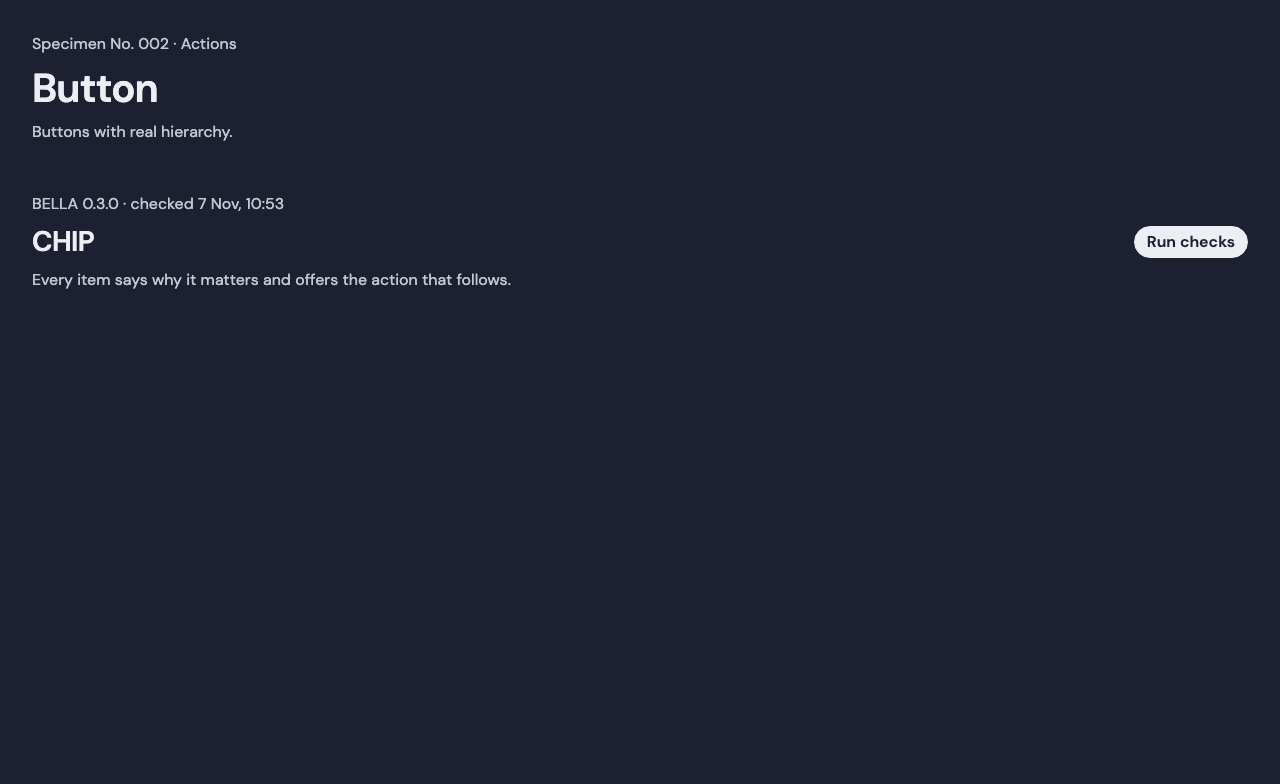 Specimen No. 002 · Actions
Button
Buttons with real hierarchy.
BELLA 0.3.0 · checked 7 Nov, 10:53
CHIP
Run checks
Every item says why it matters and offers the action that follows.